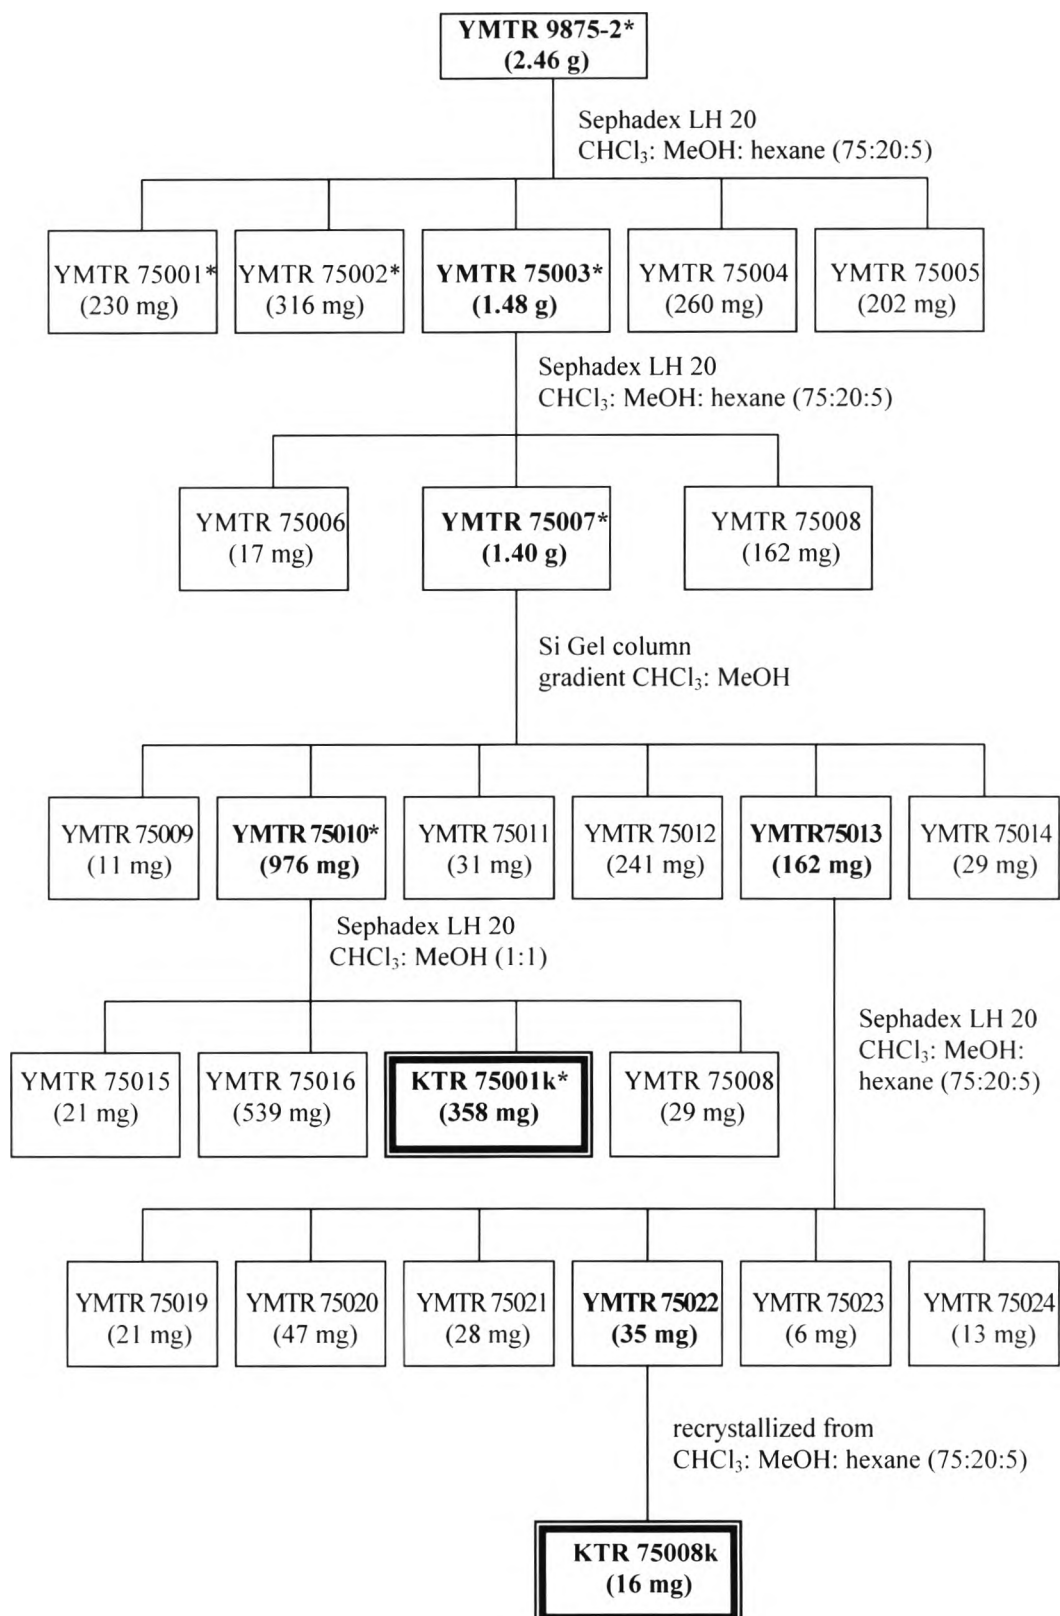 YMTR 9875-2*
(2.46 g)
Sephadex LH 20
CHCl₃: MeOH: hexane (75:20:5)
YMTR 75001*
(230 mg)
YMTR 75002*
(316 mg)
YMTR 75003*
(1.48 g)
YMTR 75004
(260 mg)
YMTR 75005
(202 mg)
Sephadex LH 20
CHCl₃: MeOH: hexane (75:20:5)
YMTR 75006
(17 mg)
YMTR 75007*
(1.40 g)
YMTR 75008
(162 mg)
Si Gel column
gradient CHCl₃: MeOH
YMTR 75009
(11 mg)
YMTR 75010*
(976 mg)
YMTR 75011
(31 mg)
YMTR 75012
(241 mg)
YMTR75013
(162 mg)
YMTR 75014
(29 mg)
Sephadex LH 20
CHCl₃: MeOH (1:1)
YMTR 75015
(21 mg)
YMTR 75016
(539 mg)
KTR 75001k*
(358 mg)
YMTR 75008
(29 mg)
Sephadex LH 20
CHCl₃: MeOH:
hexane (75:20:5)
YMTR 75019
(21 mg)
YMTR 75020
(47 mg)
YMTR 75021
(28 mg)
YMTR 75022
(35 mg)
YMTR 75023
(6 mg)
YMTR 75024
(13 mg)
recrystallized from
CHCl₃: MeOH: hexane (75:20:5)
KTR 75008k
(16 mg)